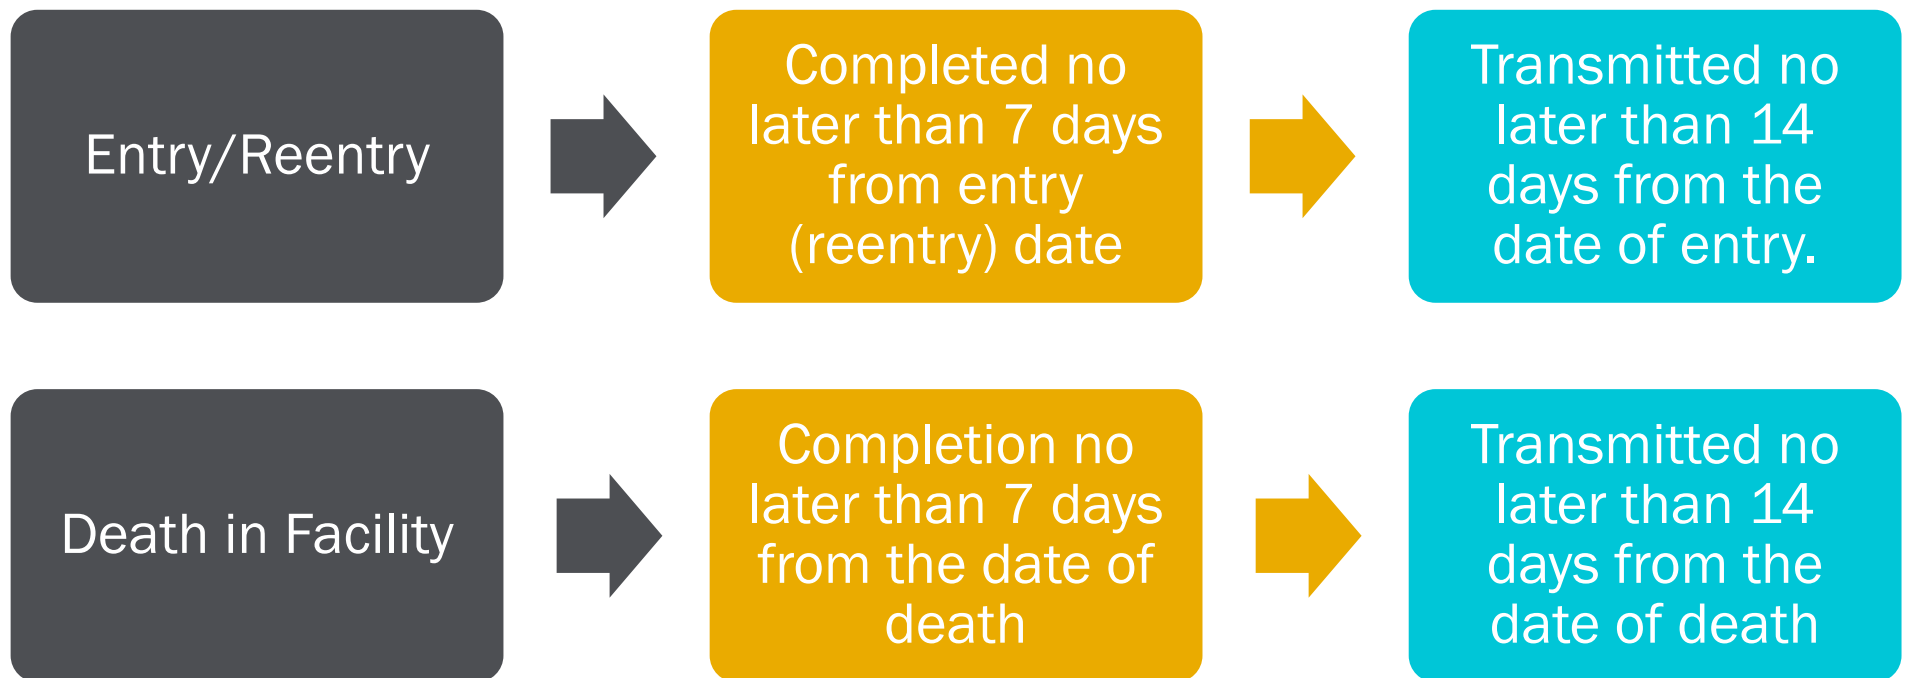 Entry/Reentry
Completed no
later than 7 days
from entry
(reentry) date
Transmitted no
later than 14
days from the
date of entry.
Death in Facility
Completion no
later than 7 days
from the date of
death
Transmitted no
later than 14
days from the
date of death